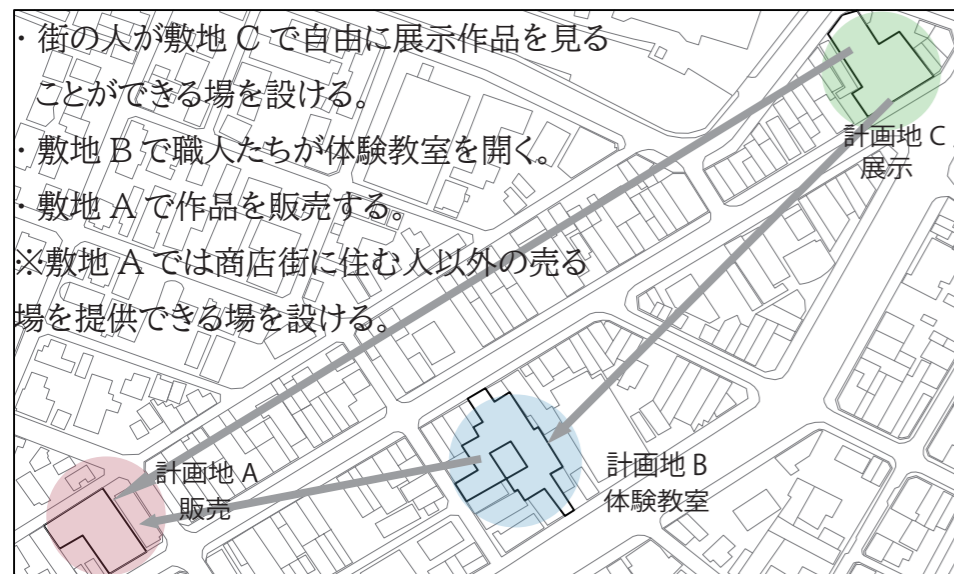 ・街の人が敷地 C で自由に展示作品を見る
ことができる場を設ける。
・敷地 B で職人たちが体験教室を開く。
・敷地 A で作品を販売する。
※敷地 A では商店街に住む人以外の売る
場を提供できる場を設ける。
計画地 C
展示
計画地 A
販売
計画地 B
体験教室